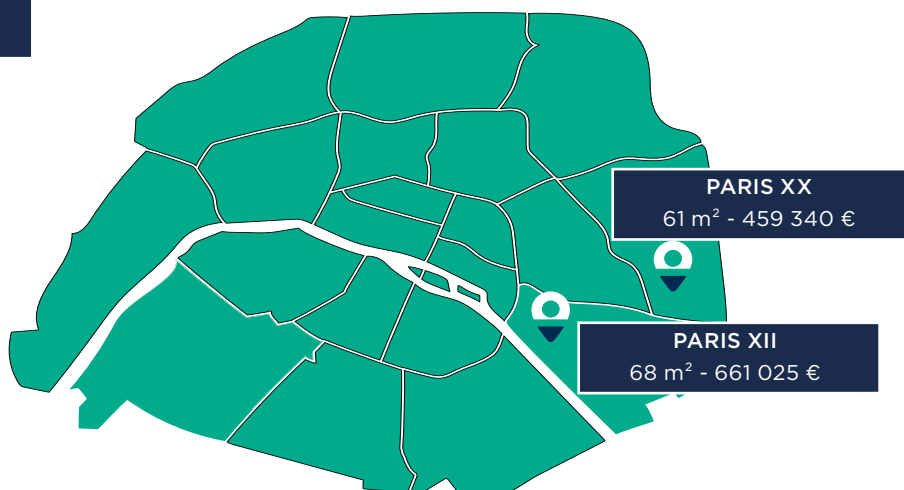 PARIS XX
61 m² - 459 340 €
PARIS XII
68 m² - 661 025 €